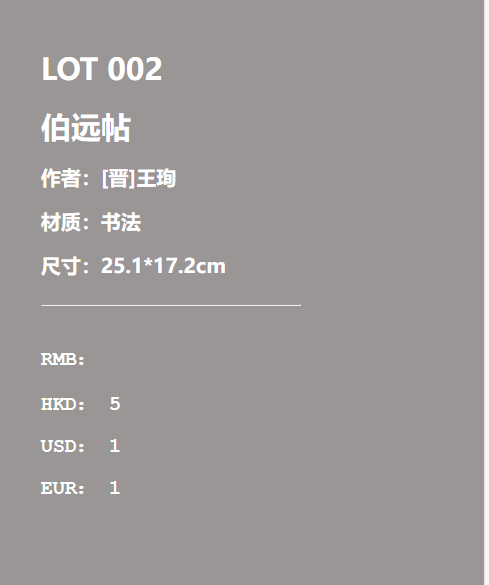 LOT 002
伯远帖
作者：[晋]王珣
材质：书法
尺寸：25.1*17.2cm
RMB:
HKD: 5
USD: 1
EUR: 1